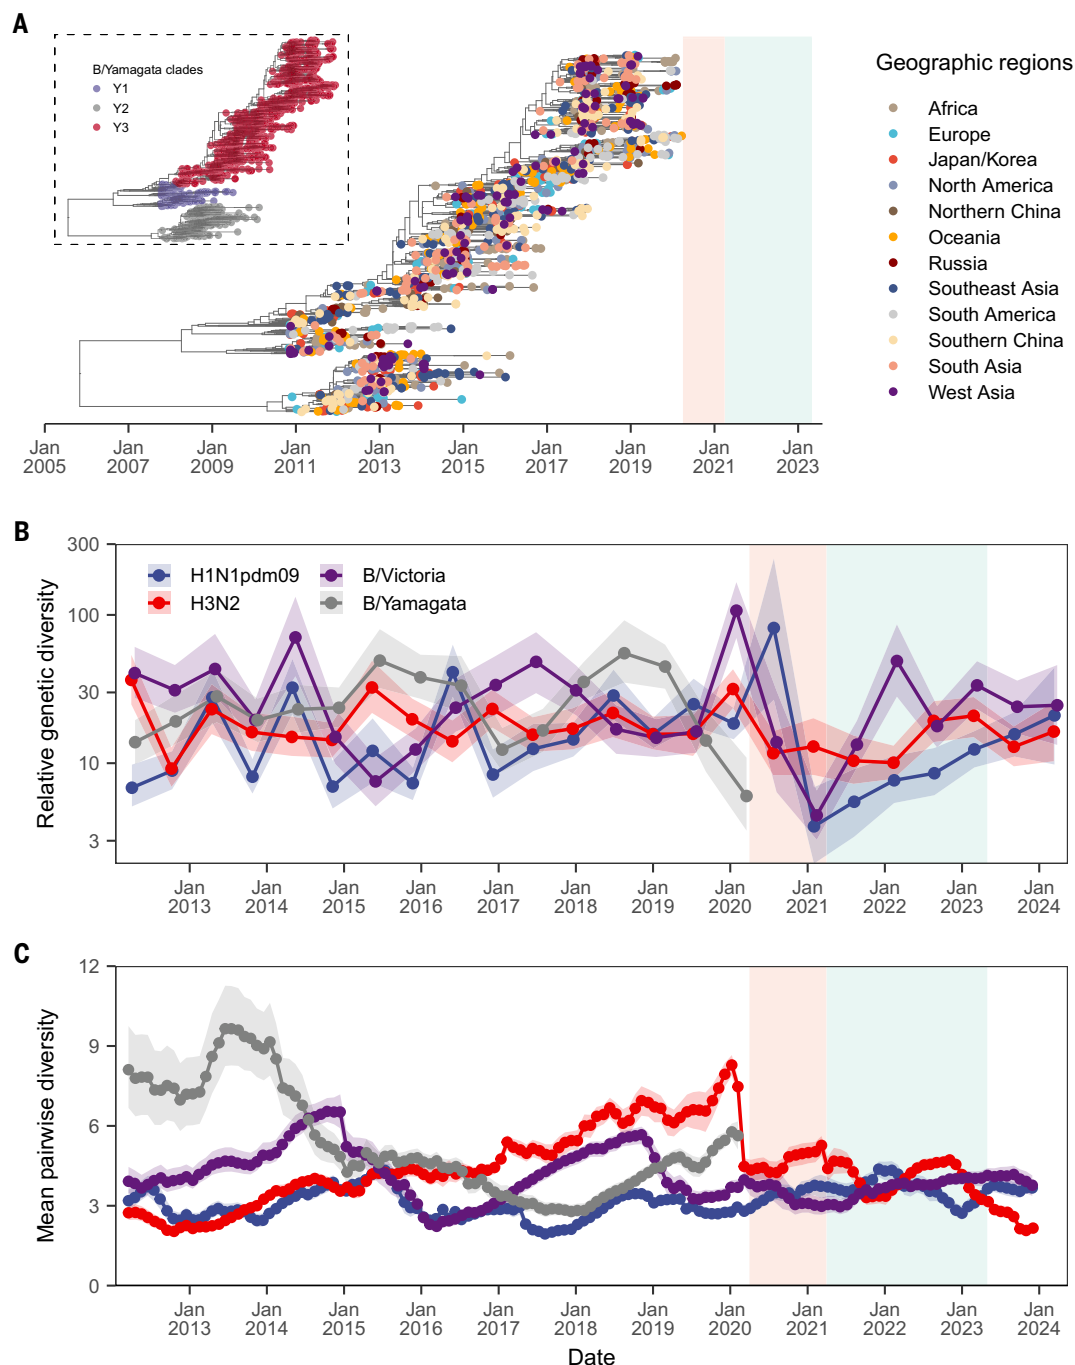 A
B/Yamagata clades
Y1
Y2
Y3
Geographic regions
Africa
Europe
Japan/Korea
North America
Northern China
Oceania
Russia
Southeast Asia
South America
Southern China
South Asia
West Asia
Jan Jan Jan Jan Jan Jan Jan Jan Jan Jan
2005 2007 2009 2011 2013 2015 2017 2019 2021 2023
B
Relative genetic diversity
300
100
30
10
3
H1N1pdm09 B/Victoria
H3N2 B/Yamagata
Jan Jan Jan Jan Jan Jan Jan Jan Jan Jan Jan Jan
2013 2014 2015 2016 2017 2018 2019 2020 2021 2022 2023 2024
C
Mean pairwise diversity
12
9
6
3
0
Jan Jan Jan Jan Jan Jan Jan Jan Jan Jan Jan Jan
2013 2014 2015 2016 2017 2018 2019 2020 2021 2022 2023 2024
Date